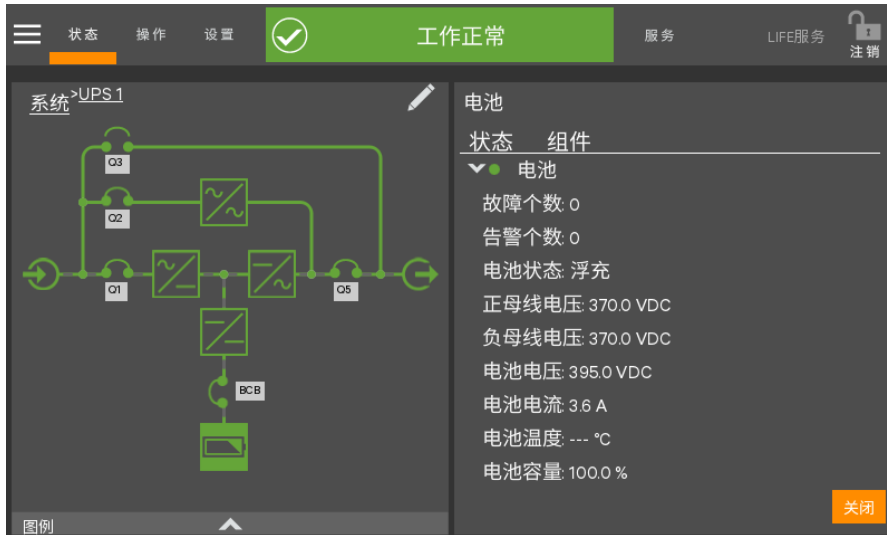 状态 操作 设置 工作正常 服务 LIFE服务 注销
系统>UPS 1
Q3
Q2
Q1
Q5
BCB
图例
电池
状态 组件
电池
故障个数: 0
告警个数: 0
电池状态: 浮充
正母线电压: 370.0 VDC
负母线电压: 370.0 VDC
电池电压: 395.0 VDC
电池电流: 3.6 A
电池温度: --- °C
电池容量: 100.0 %
关闭